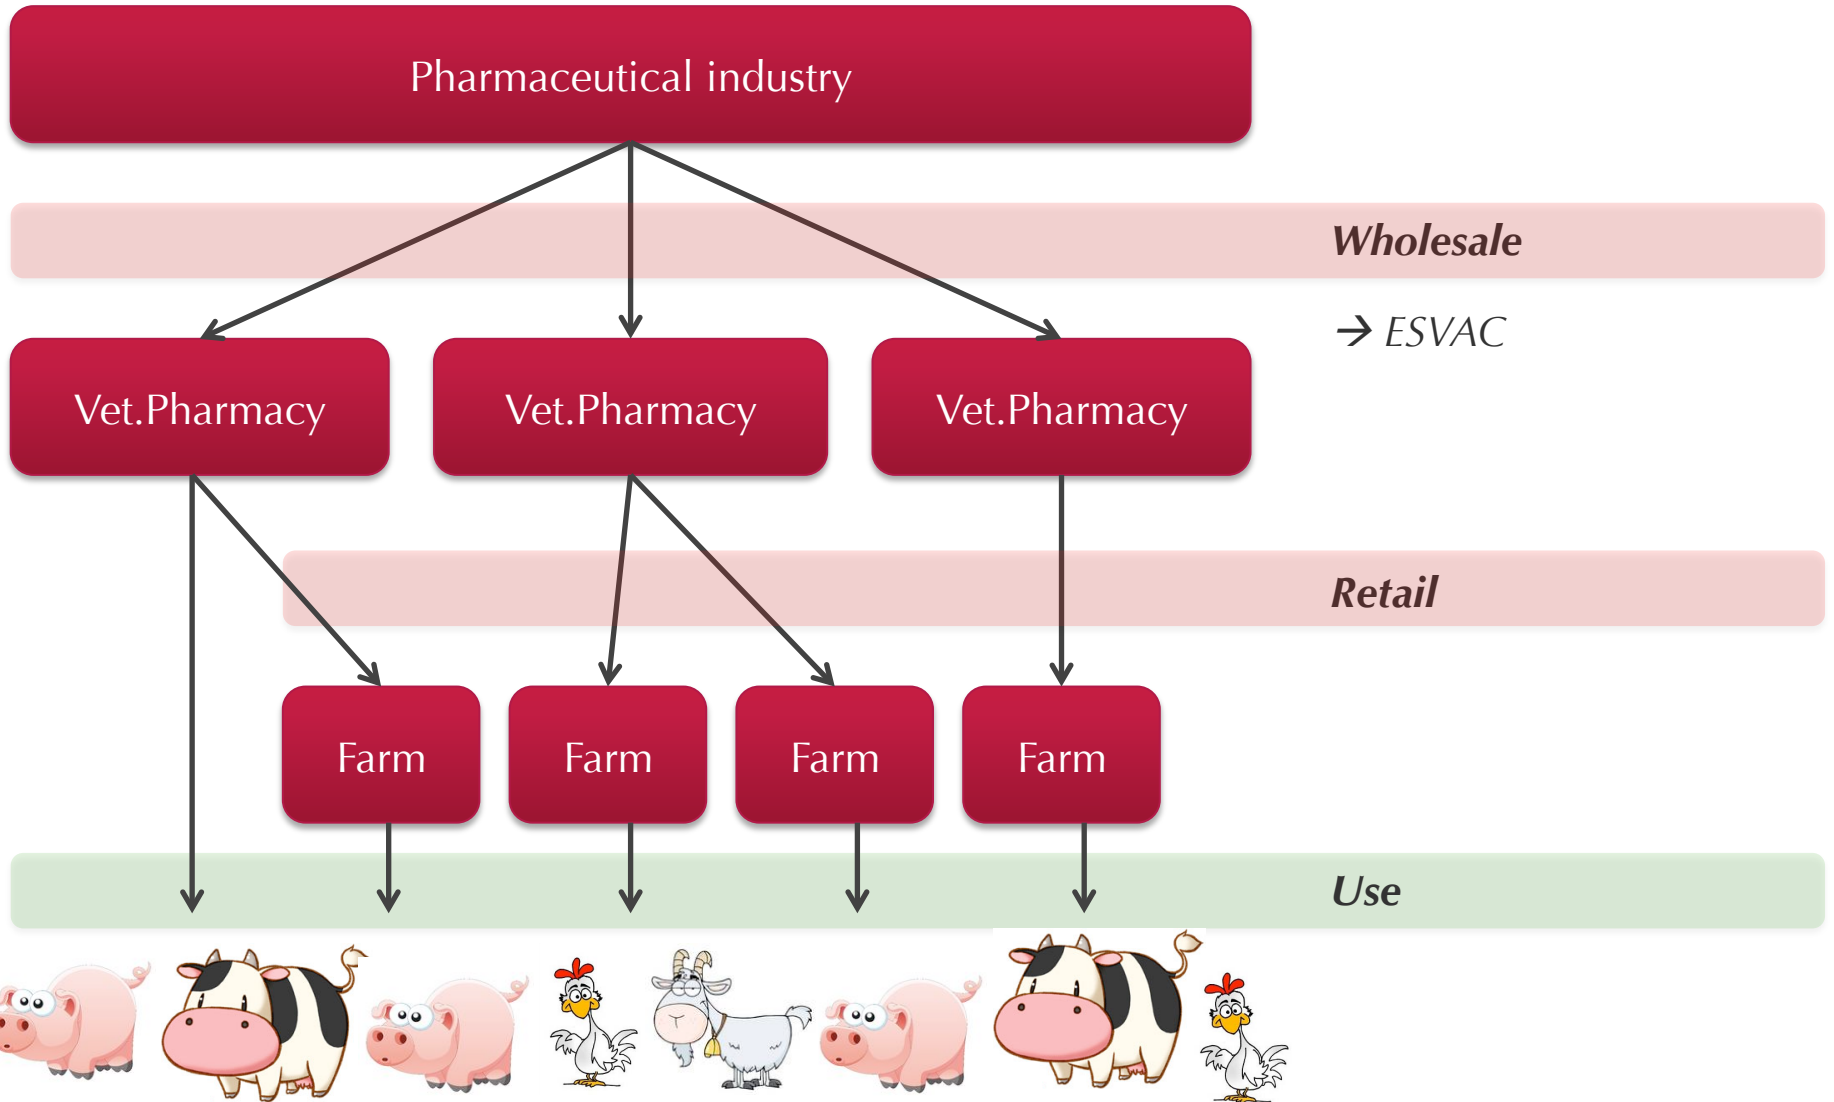 Pharmaceutical industry
Wholesale
→ ESVAC
Vet.Pharmacy
Vet.Pharmacy
Vet.Pharmacy
Retail
Farm
Farm
Farm
Farm
Use